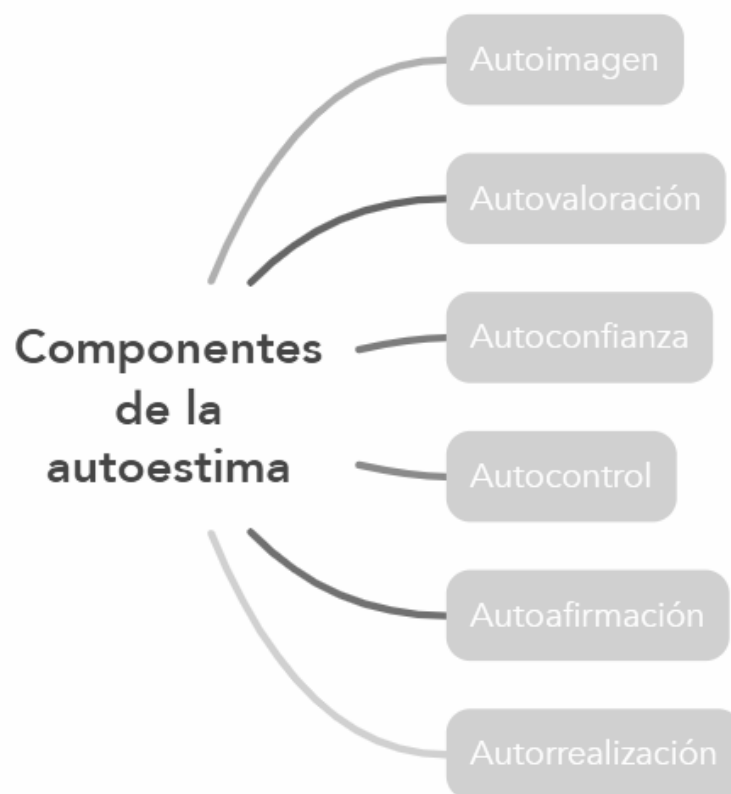 Componentes
de la
autoestima
Autoimagen
Autovaloración
Autoconfianza
Autocontrol
Autoafirmación
Autorrealización